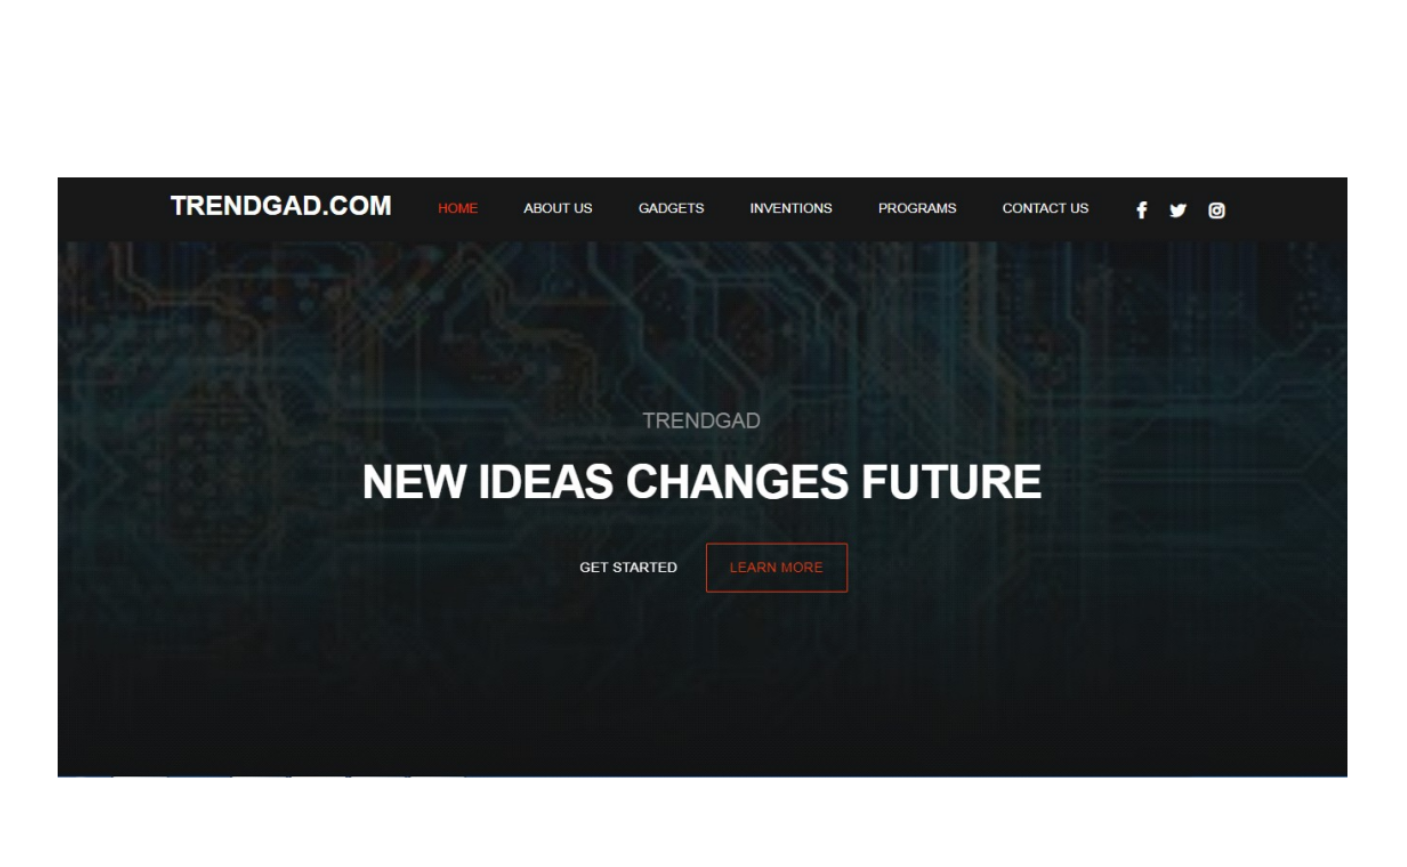 TRENDGAD.COM HOME ABOUT US GADGETS INVENTIONS PROGRAMS CONTACT US
TRENDGAD
NEW IDEAS CHANGES FUTURE
GET STARTED LEARN MORE